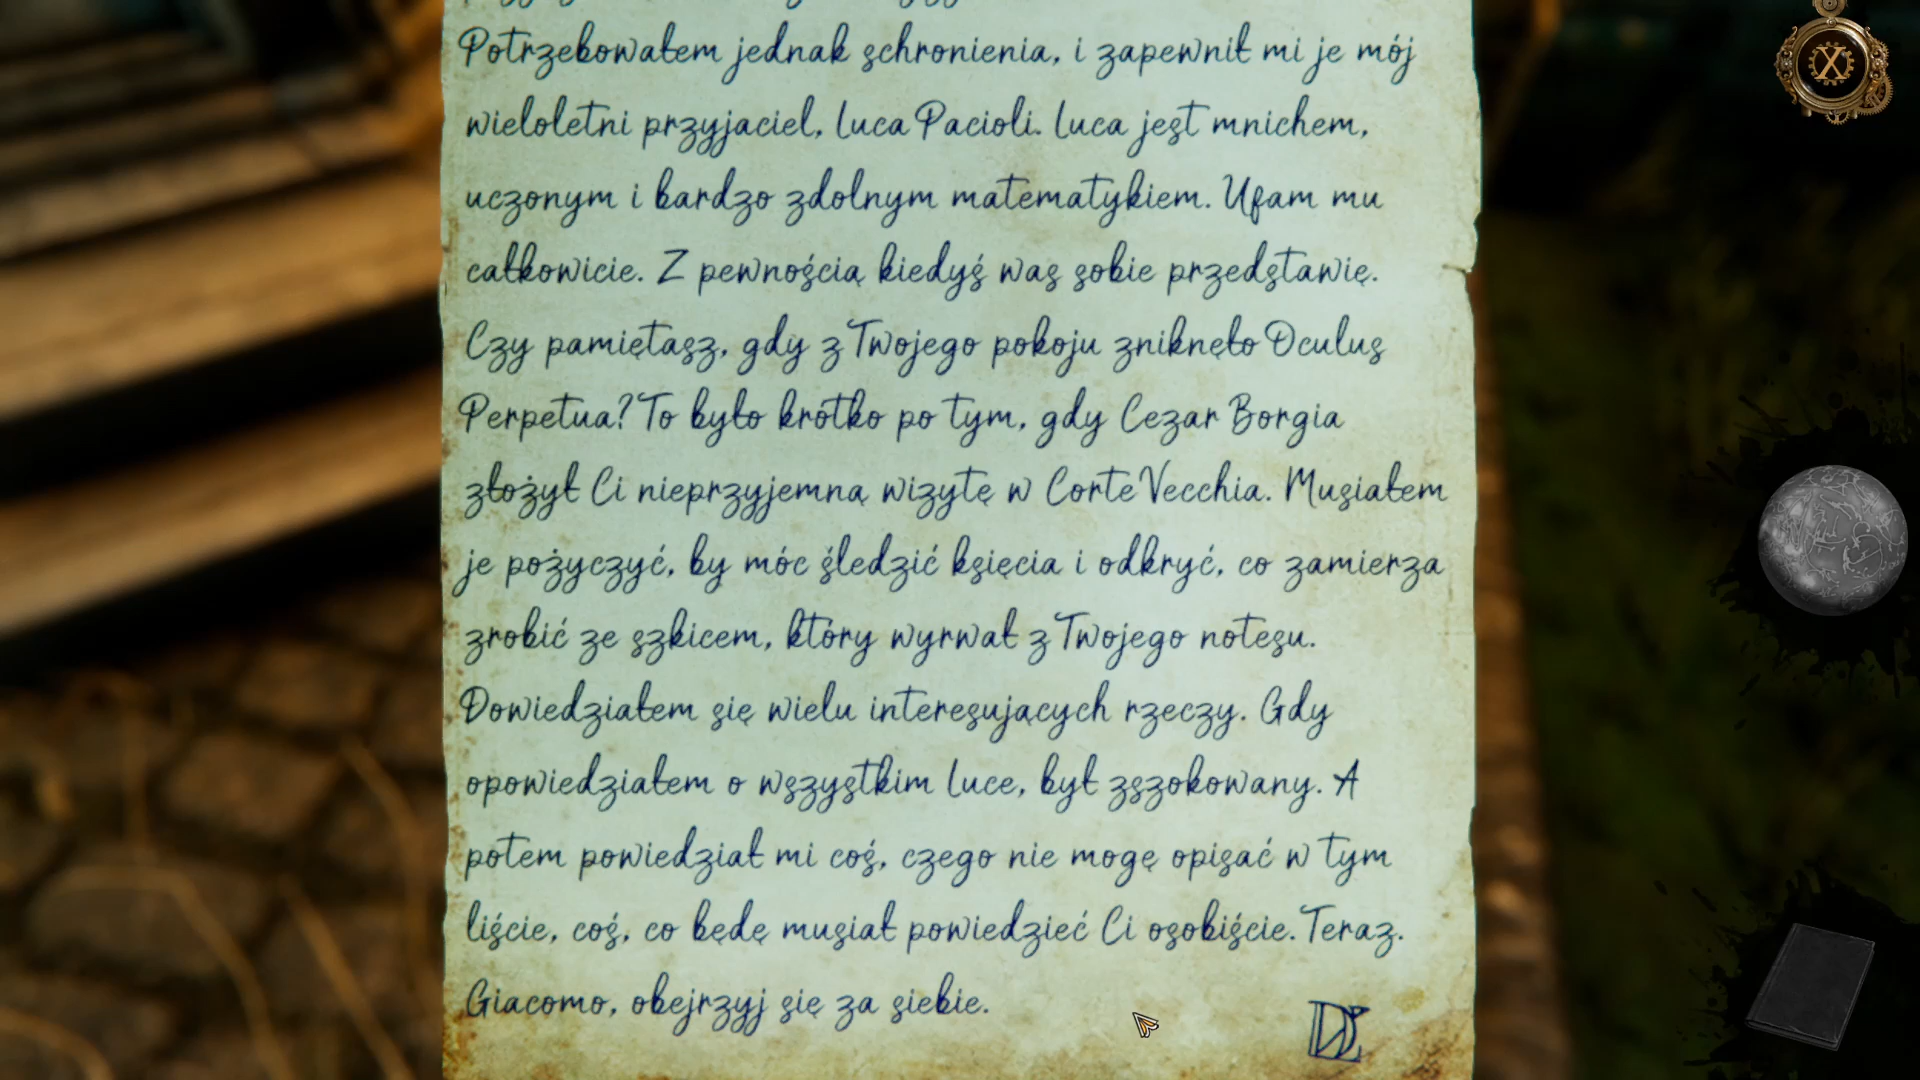 Potrzebowałem jednak schronienia, i zapewnił mi je mój
wieloletni przyjaciel, Luca Pacioli. Luca jest mnichem,
uczonym i bardzo zdolnym matematykiem. Ufam mu
całkowicie. Z pewnością kiedyś was sobie przedstawię.
Czy pamiętasz, gdy z Twojego pokoju zniknęło Oculus
Perpetua? To było krótko po tym, gdy Cezar Borgia
złożył Ci nieprzyjemną wizytę w Corte Vecchia. Musiałem
je pożyczyć, by móc śledzić księcia i odkryć, co zamierza
zrobić ze szkicem, który wyrwał z Twojego notesu.
Dowiedziałem się wielu interesujących rzeczy. Gdy
opowiedziałem o wszystkim Luce, był zszokowany. A
potem powiedział mi coś, czego nie mogę opisać w tym
liście, coś, co będę musiał powiedzieć Ci osobiście. Teraz.
Giacomo, obejrzyj się za siebie.
X